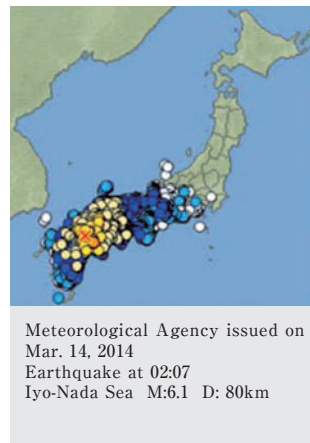 Meteorological Agency issued on
Mar. 14, 2014
Earthquake at 02:07
Iyo-Nada Sea M:6.1 D: 80km